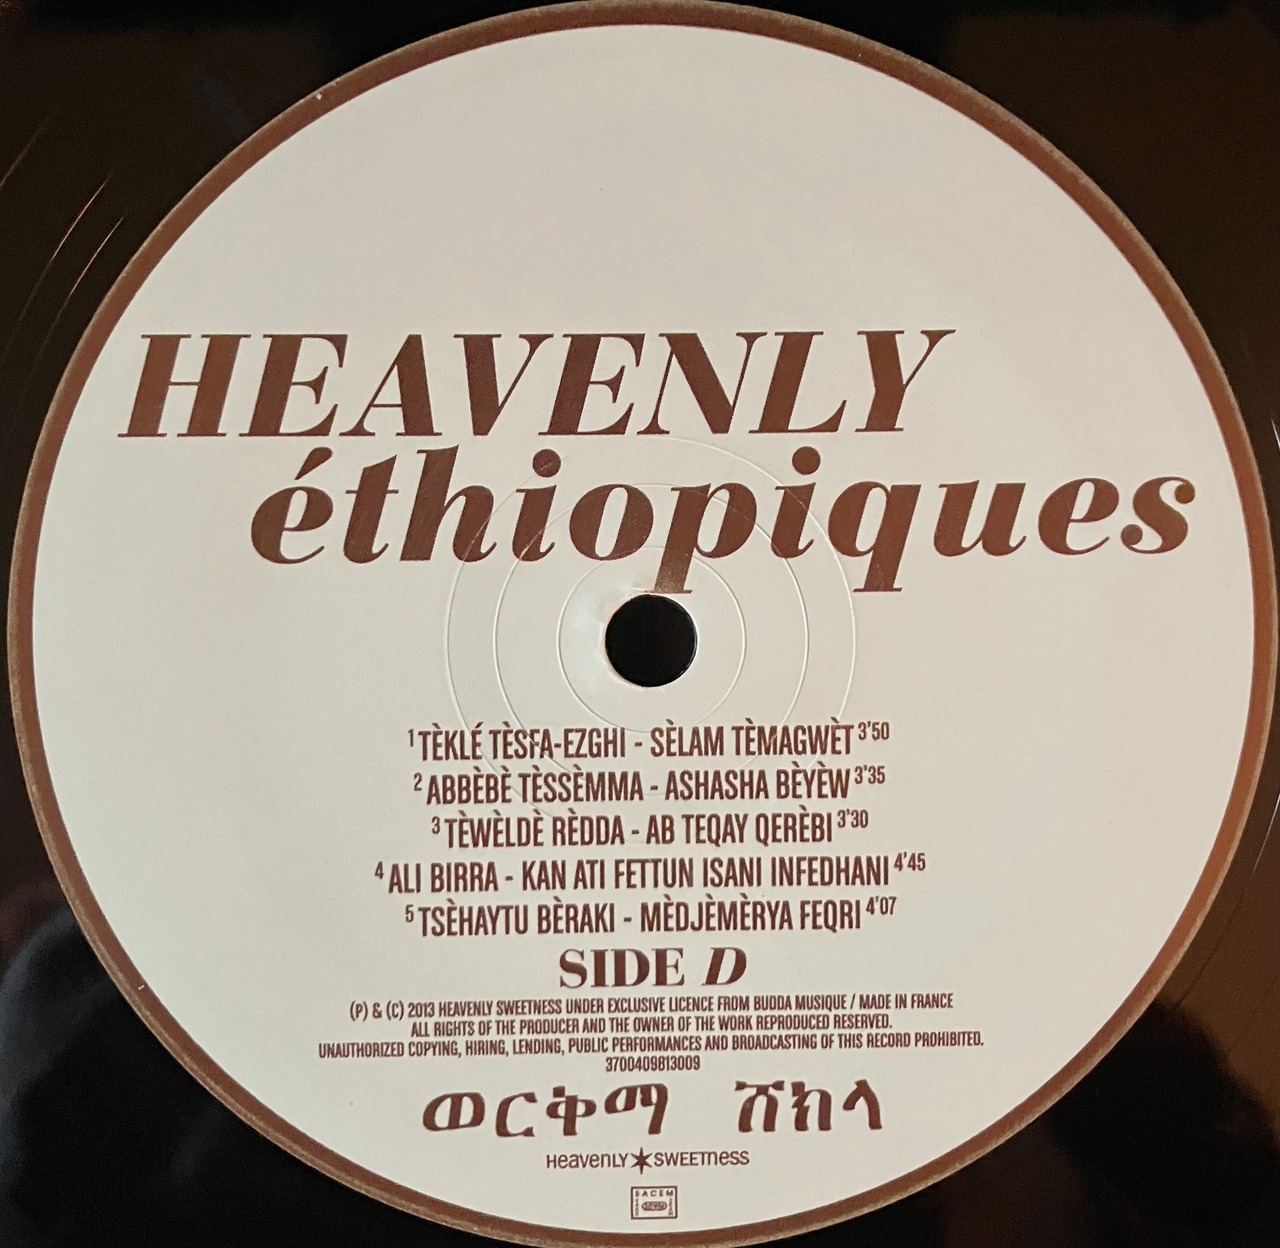 HEAVENLY
éthiopiques
1 TÈKLÉ TÈSFA-EZGHI - SÈLAM TÈMAGWÈT 3'50
2 ABBÈBÈ TÈSSÈMMA - ASHASHA BÈYÈW 3'35
3 TÈWÈLDÈ RÈDDA - AB TEQAY QERÈBI 3'30
4 ALI BIRRA - KAN ATI FETTUN ISANI INFEDHANI 4'45
5 TSÈHAYTU BÈRAKI - MÈDJÈMÈRYA FEQRI 4'07
SIDE D
(P) & (C) 2013 HEAVENLY SWEETNESS UNDER EXCLUSIVE LICENCE FROM BUDDA MUSIQUE / MADE IN FRANCE
ALL RIGHTS OF THE PRODUCER AND THE OWNER OF THE WORK REPRODUCED RESERVED.
UNAUTHORIZED COPYING, HIRING, LENDING, PUBLIC PERFORMANCES AND BROADCASTING OF THIS RECORD PROHIBITED.
3700409813009
ወርቅማ ሸክላ
HEAVENLY SWEETNESS
SACEM